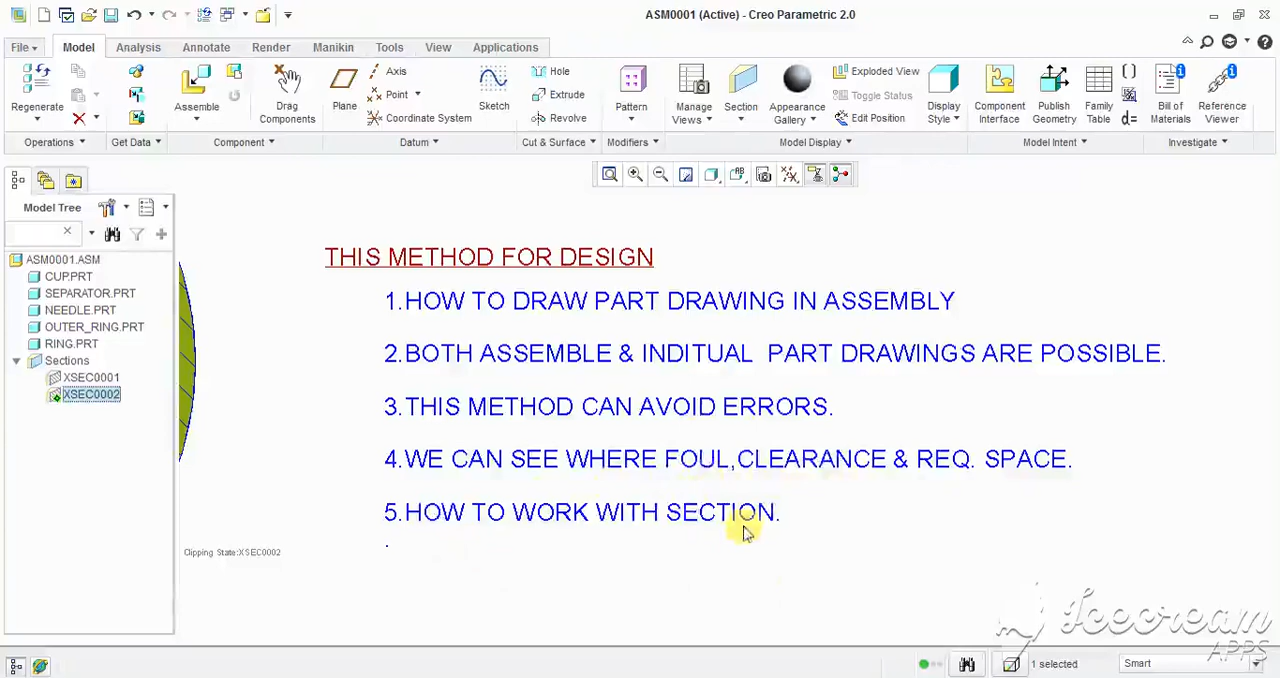 ASM0001 (Active) - Creo Parametric 2.0
File Model Analysis Annotate Render Manikin Tools View Applications
Regenerate
Assemble
Drag Components
Plane
Axis
Point
Coordinate System
Sketch
Hole
Extrude
Revolve
Pattern
Manage Views
Section
Appearance Gallery
Exploded View
Toggle Status
Edit Position
Display Style
Component Interface
Publish Geometry
Family Table
d=
Bill of Materials
Reference Viewer
Operations Get Data Component Datum Cut & Surface Modifiers Model Display Model Intent Investigate
Model Tree
ASM0001.ASM
CUP.PRT
SEPARATOR.PRT
NEEDLE.PRT
OUTER_RING.PRT
RING.PRT
Sections
XSEC0001
XSEC0002
THIS METHOD FOR DESIGN
1.HOW TO DRAW PART DRAWING IN ASSEMBLY
2.BOTH ASSEMBLE & INDITUAL PART DRAWINGS ARE POSSIBLE.
3.THIS METHOD CAN AVOID ERRORS.
4.WE CAN SEE WHERE FOUL,CLEARANCE & REQ. SPACE.
5.HOW TO WORK WITH SECTION.
.
Clipping State:XSEC0002
Icecream
APPS
1 selected
Smart